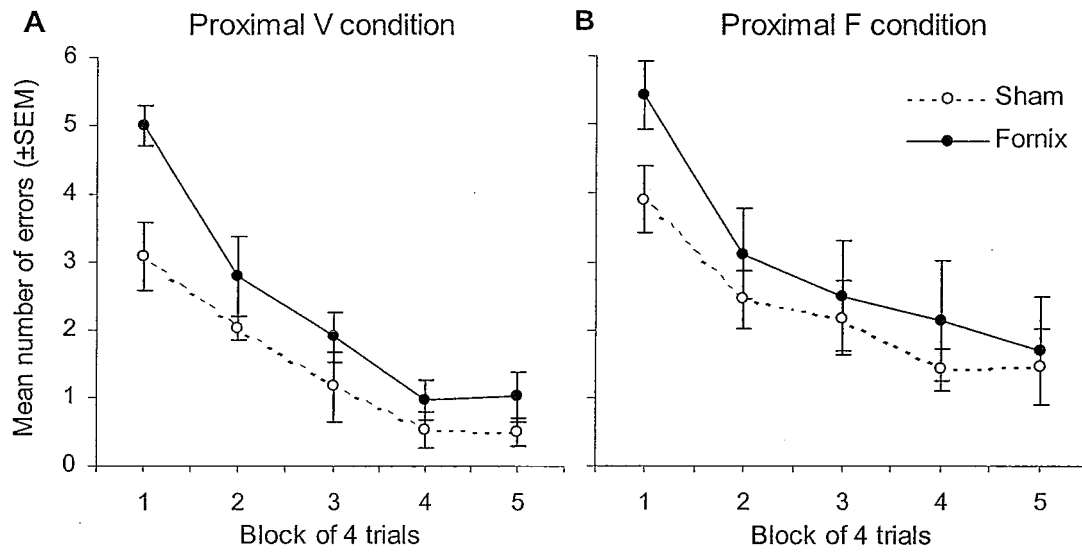 A Proximal V condition
B Proximal F condition
Mean number of errors (±SEM)
6
5
4
3
2
1
0
Sham
Fornix
1 2 3 4 5
1 2 3 4 5
Block of 4 trials
Block of 4 trials